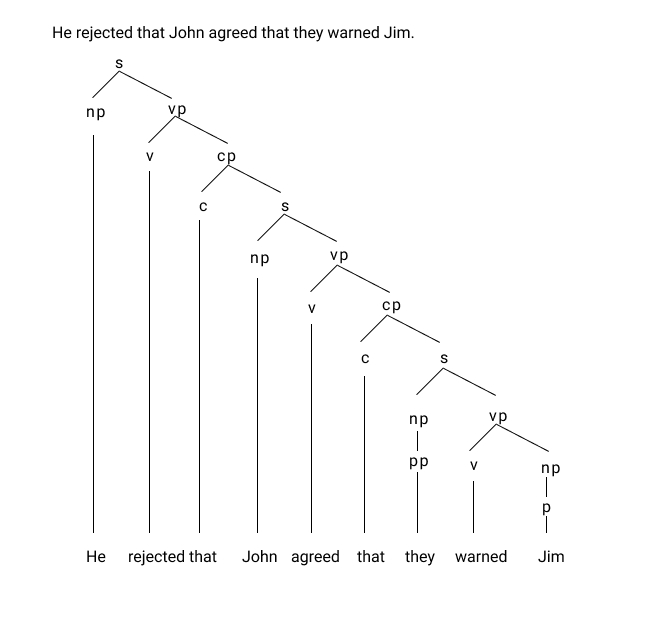 He rejected that John agreed that they warned Jim.
s
np vp
v cp
c s
np vp
v cp
c s
np vp
pp v np
p
He rejected that John agreed that they warned Jim